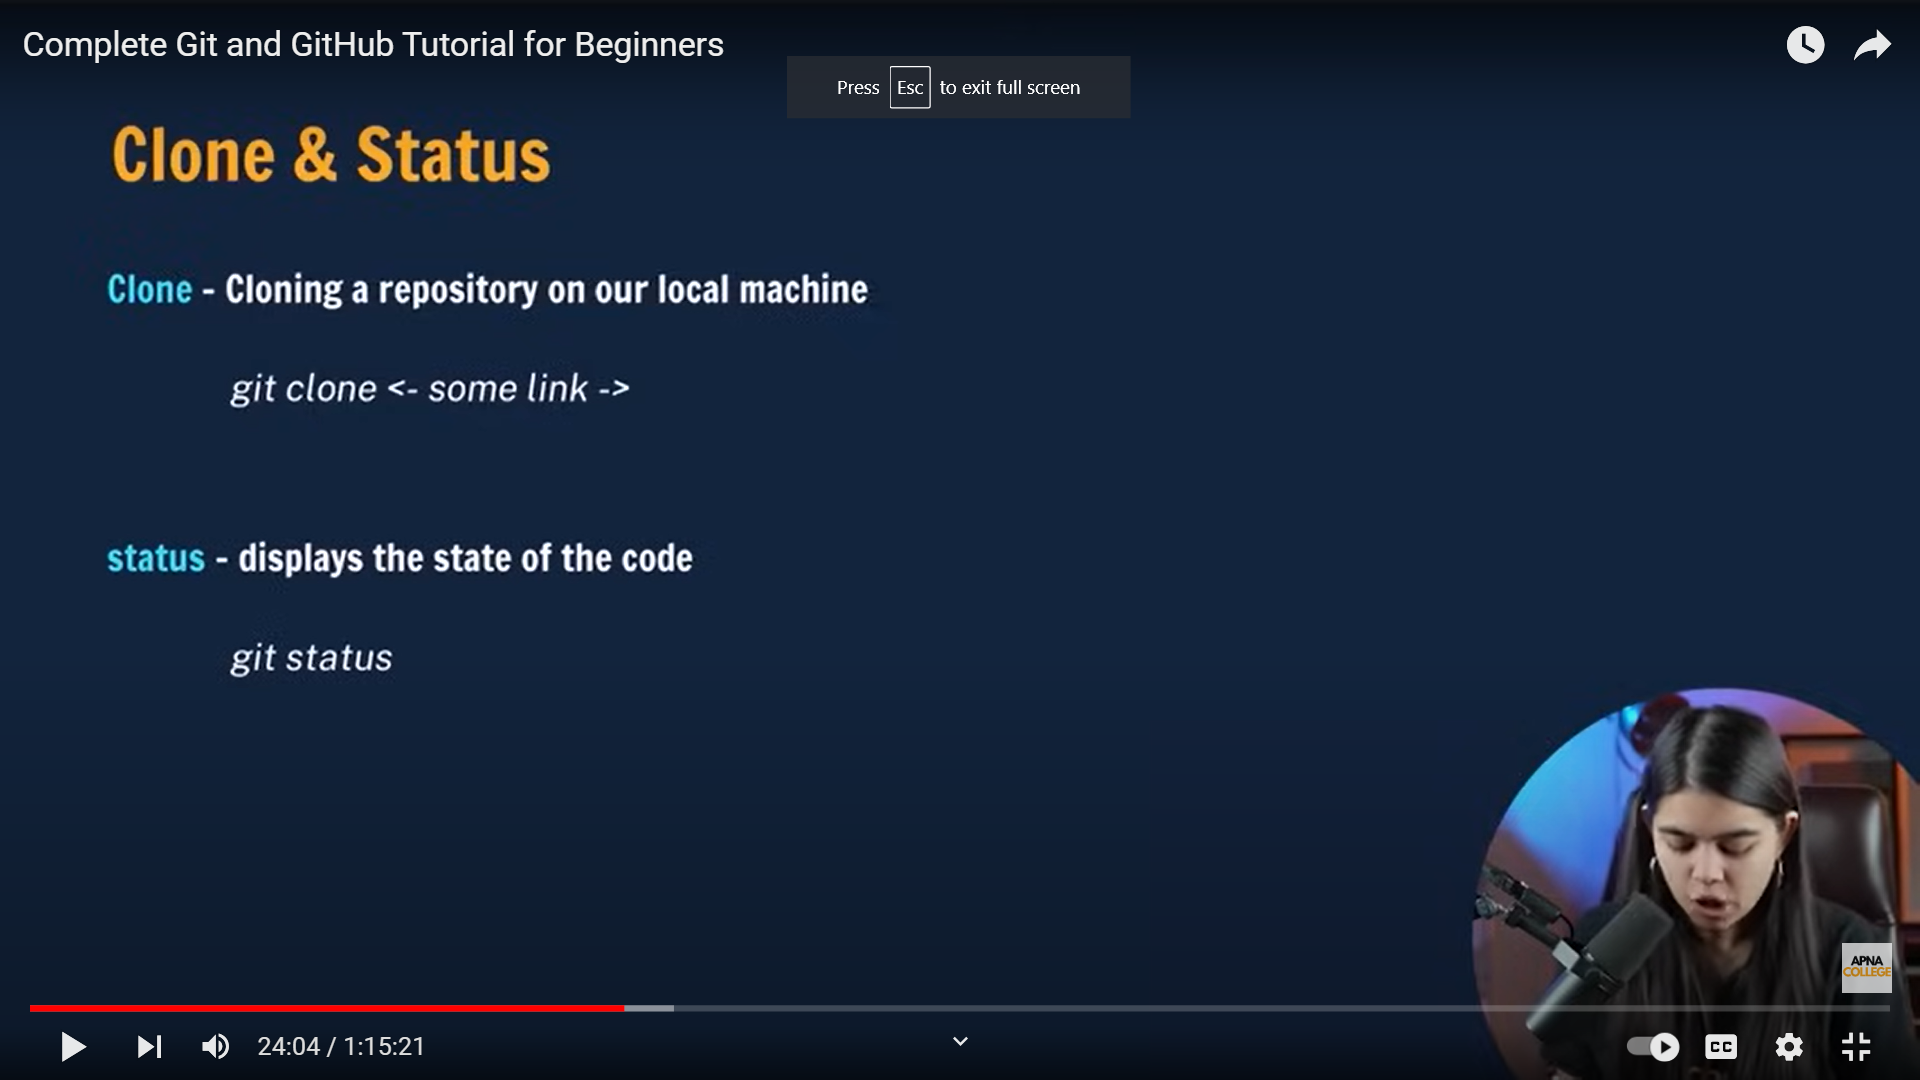 Complete Git and GitHub Tutorial for Beginners
Press Esc to exit full screen
Clone & Status
Clone - Cloning a repository on our local machine
git clone <- some link ->
status - displays the state of the code
git status
APNA
COLLEGE
24:04 / 1:15:21
CC